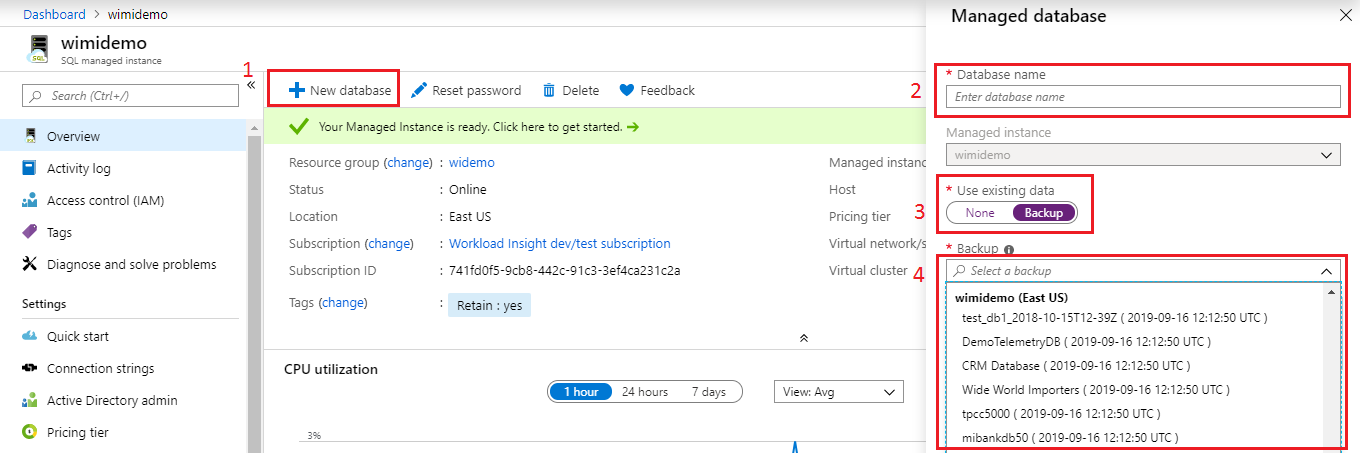 Dashboard > wimidemo
wimidemo
SQL
SQL managed instance
Search (Ctrl+/)
Overview
Activity log
Access control (IAM)
Tags
Diagnose and solve problems
Settings
Quick start
Connection strings
Active Directory admin
Pricing tier
1
New database
Reset password
Delete
Feedback
Your Managed Instance is ready. Click here to get started.
Resource group (change) : widemo
Status : Online
Location : East US
Subscription (change) : Workload Insight dev/test subscription
Subscription ID : 741fd0f5-9cb8-442c-91c3-3ef4ca231c2a
Tags (change) : Retain : yes
Managed instanc
Host
Pricing tier
Virtual network/s
Virtual cluster
CPU utilization
1 hour 24 hours 7 days
View: Avg
3%
Managed database
2
* Database name
Enter database name
Managed instance
wimidemo
3
* Use existing data
None Backup
* Backup
4
Select a backup
wimidemo (East US)
test_db1_2018-10-15T12-39Z ( 2019-09-16 12:12:50 UTC )
DemoTelemetryDB ( 2019-09-16 12:12:50 UTC )
CRM Database ( 2019-09-16 12:12:50 UTC )
Wide World Importers ( 2019-09-16 12:12:50 UTC )
tpcc5000 ( 2019-09-16 12:12:50 UTC )
mibankdb50 ( 2019-09-16 12:12:50 UTC )